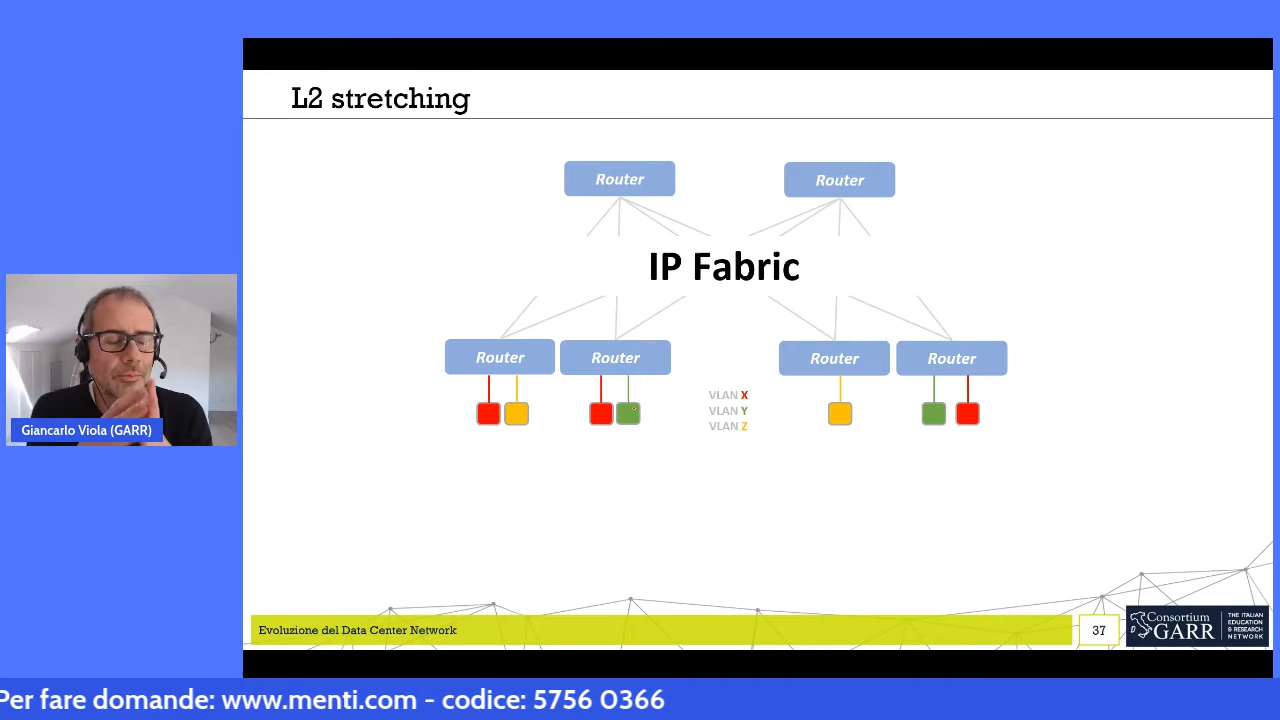 L2 stretching
Router
Router
IP Fabric
Router
Router
Router
Router
VLAN X
VLAN Y
VLAN Z
Giancarlo Viola (GARR)
Evoluzione del Data Center Network
37
Consortium
GARR
THE ITALIAN
EDUCATION
& RESEARCH
NETWORK
Per fare domande: www.menti.com - codice: 5756 0366